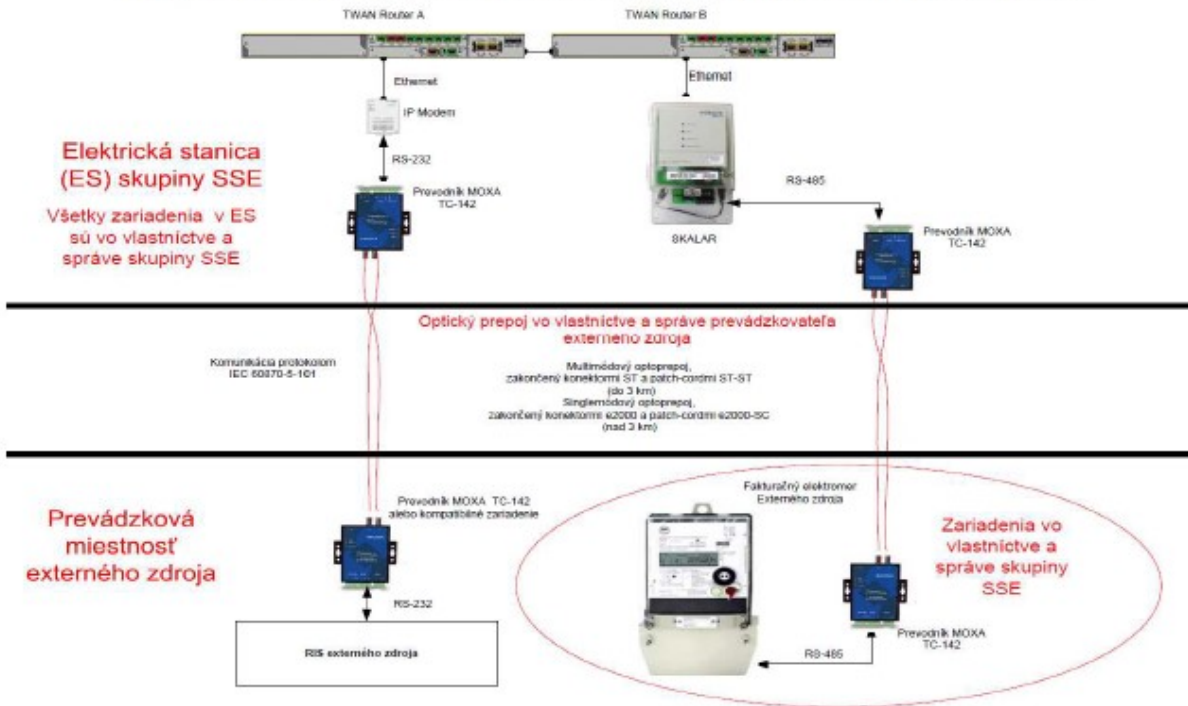 TWAN Router A
TWAN Router B
Ethernet
Ethernet
IP Modem
Elektrická stanica
(ES) skupiny SSE
RS-232
RS-485
Všetky zariadenia v ES
sú vo vlastníctve a
správe skupiny SSE
Prevodník MOXA
TC-142
SKALAR
Prevodník MOXA
TC-142
Optický prepoj vo vlastníctve a správe prevádzkovateľa
externého zdroja
Komunikácia protokolom
IEC 60870-5-101
Multimódový optoprepoj,
zakončený konektormi ST a patch-cordmi ST-ST
(do 3 km)
Singlemódový optoprepoj,
zakončený konektormi e2000 a patch-cordmi e2000-SC
(nad 3 km)
Prevádzková
miestnosť
externého zdroja
Prevodník MOXA TC-142
alebo kompatibilné zariadenie
RS-232
RIS externého zdroja
Fakturačný elektromer
Externého zdroja
Zariadenia vo
vlastníctve a
správe skupiny
SSE
Prevodník MOXA
TC-142
RS-485